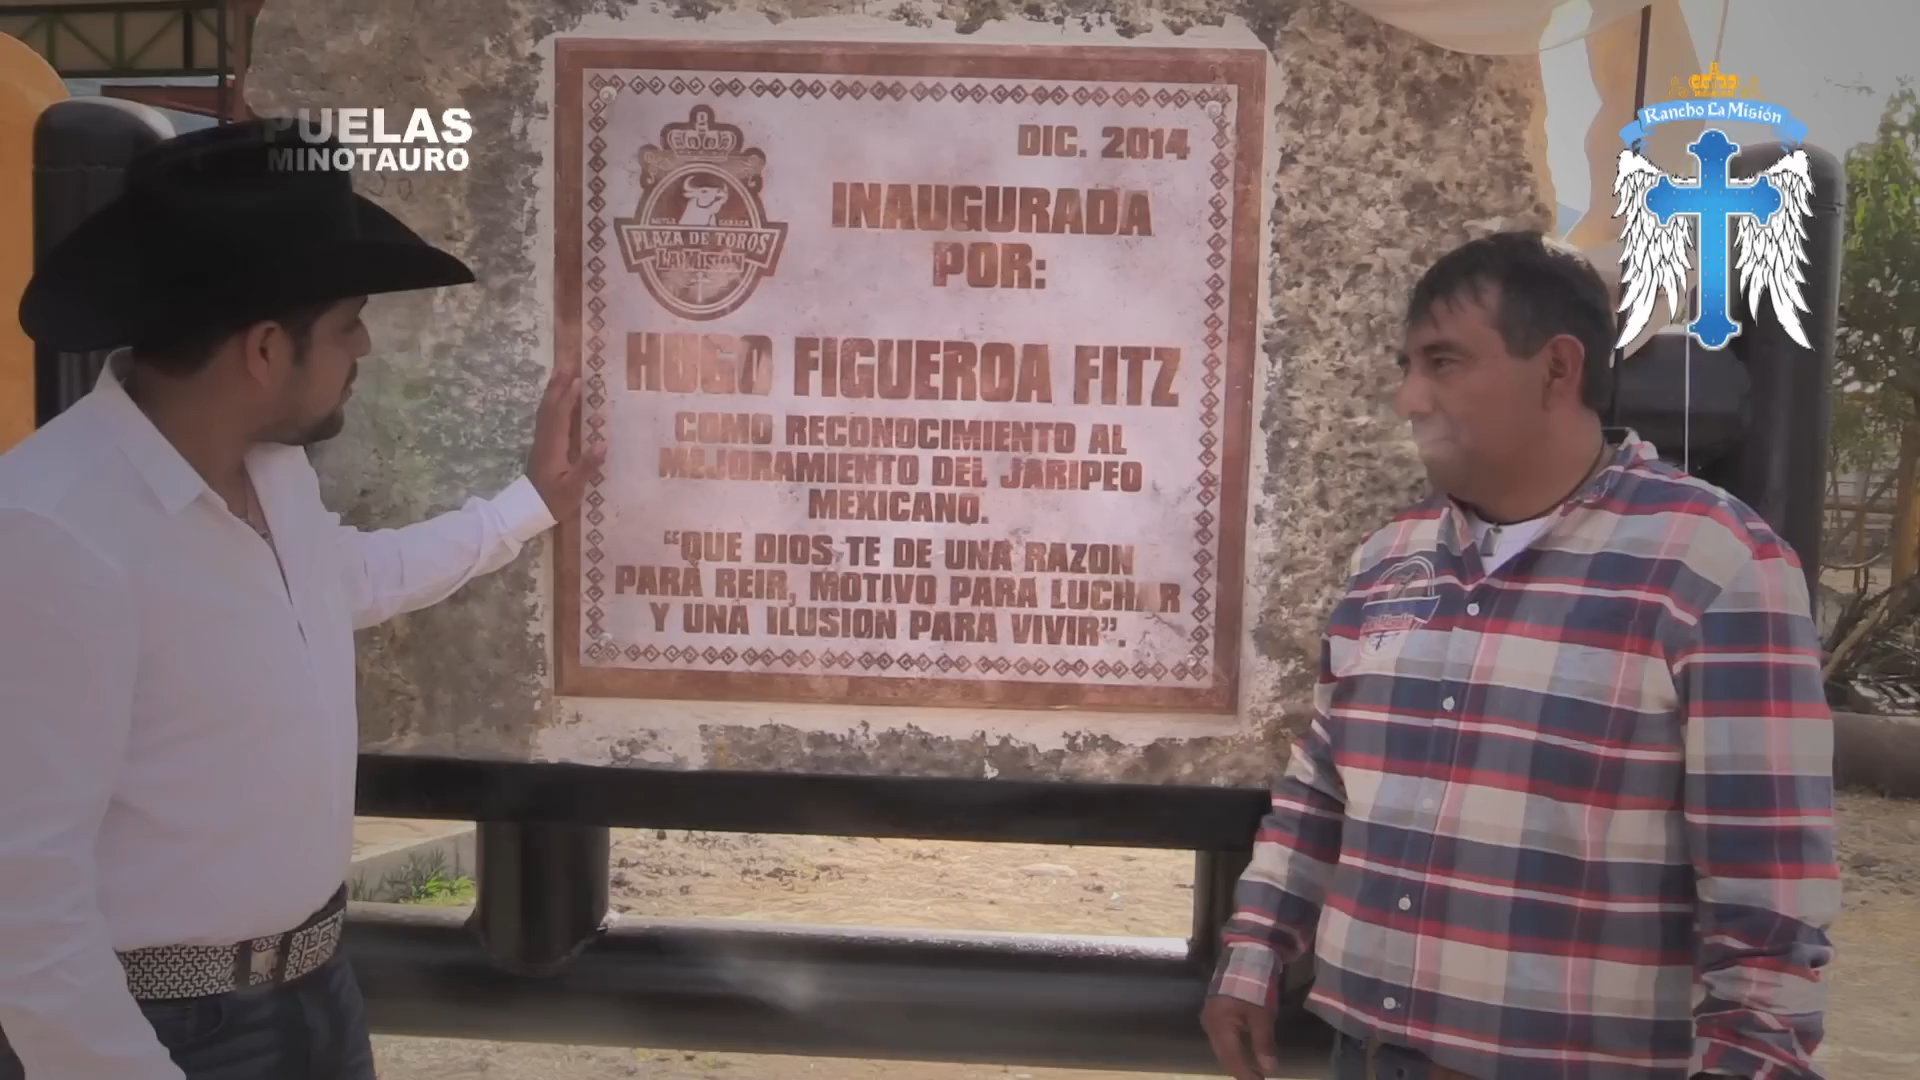 PUELAS
MINOTAURO
Rancho La Misión
DIC. 2014
MITLA OAXACA
PLAZA DE TOROS
LA MISIÓN
INAUGURADA
POR:
HUGO FIGUEROA FITZ
COMO RECONOCIMIENTO AL
MEJORAMIENTO DEL JARIPEO
MEXICANO.
“QUE DIOS TE DE UNA RAZON
PARA REIR, MOTIVO PARA LUCHAR
Y UNA ILUSION PARA VIVIR”.